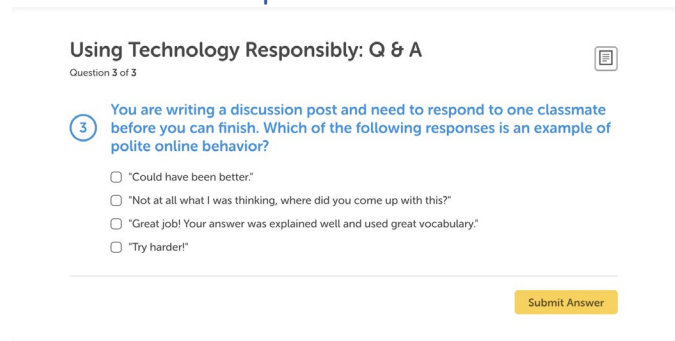 Using Technology Responsibly: Q & A
Question 3 of 3
3
You are writing a discussion post and need to respond to one classmate
before you can finish. Which of the following responses is an example of
polite online behavior?
"Could have been better."
"Not at all what I was thinking, where did you come up with this?"
"Great job! Your answer was explained well and used great vocabulary."
"Try harder!"
Submit Answer